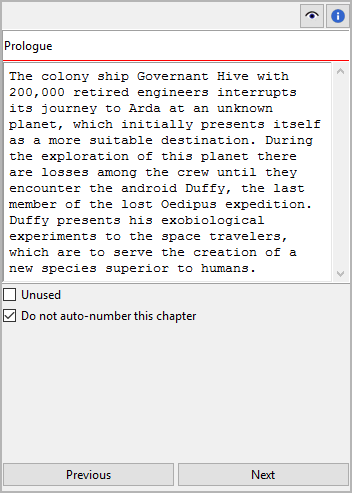 Prologue
The colony ship Governant Hive with
200,000 retired engineers interrupts
its journey to Arda at an unknown
planet, which initially presents itself
as a more suitable destination. During
the exploration of this planet there
are losses among the crew until they
encounter the android Duffy, the last
member of the lost Oedipus expedition.
Duffy presents his exobiological
experiments to the space travelers,
which are to serve the creation of a
new species superior to humans.
Unused
Do not auto-number this chapter
Previous Next